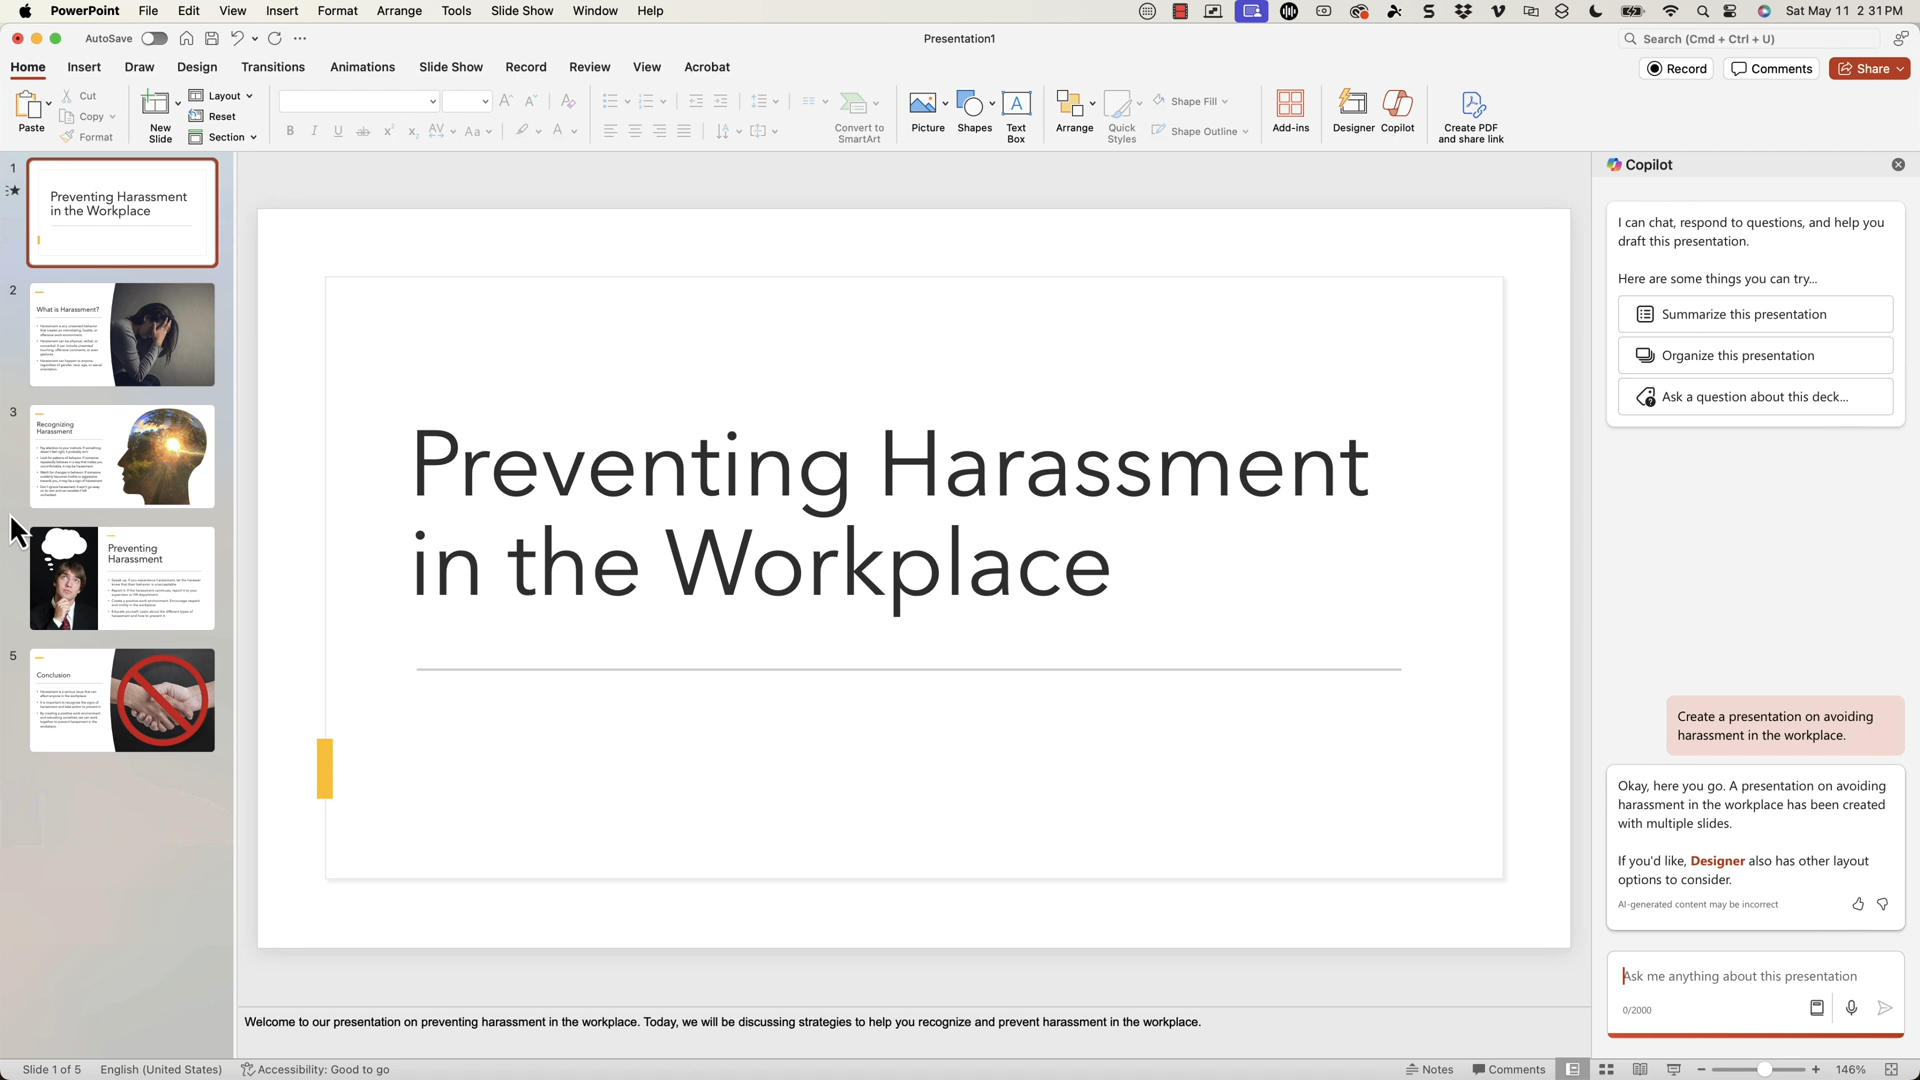 PowerPoint File Edit View Insert Format Arrange Tools Slide Show Window Help Sat May 11 2 31 PM
AutoSave Presentation1 Search (Cmd + Ctrl + U)
Home Insert Draw Design Transitions Animations Slide Show Record Review View Acrobat Record Comments Share
Paste Cut Copy Format
New Slide Layout Reset Section
Convert to SmartArt
Picture Shapes Text Box
Arrange Quick Styles Shape Fill Shape Outline
Add-ins Designer Copilot
Create PDF and share link
1
Preventing Harassment
in the Workplace
2
What is Harassment?
3
Recognizing
Harassment
Preventing
Harassment
5
Conclusion
Preventing Harassment
in the Workplace
Welcome to our presentation on preventing harassment in the workplace. Today, we will be discussing strategies to help you recognize and prevent harassment in the workplace.
Copilot
I can chat, respond to questions, and help you
draft this presentation.
Here are some things you can try...
Summarize this presentation
Organize this presentation
Ask a question about this deck...
Create a presentation on avoiding
harassment in the workplace.
Okay, here you go. A presentation on avoiding
harassment in the workplace has been created
with multiple slides.
If you'd like, Designer also has other layout
options to consider.
AI-generated content may be incorrect
Ask me anything about this presentation
0/2000
Slide 1 of 5 English (United States) Accessibility: Good to go Notes Comments 146%